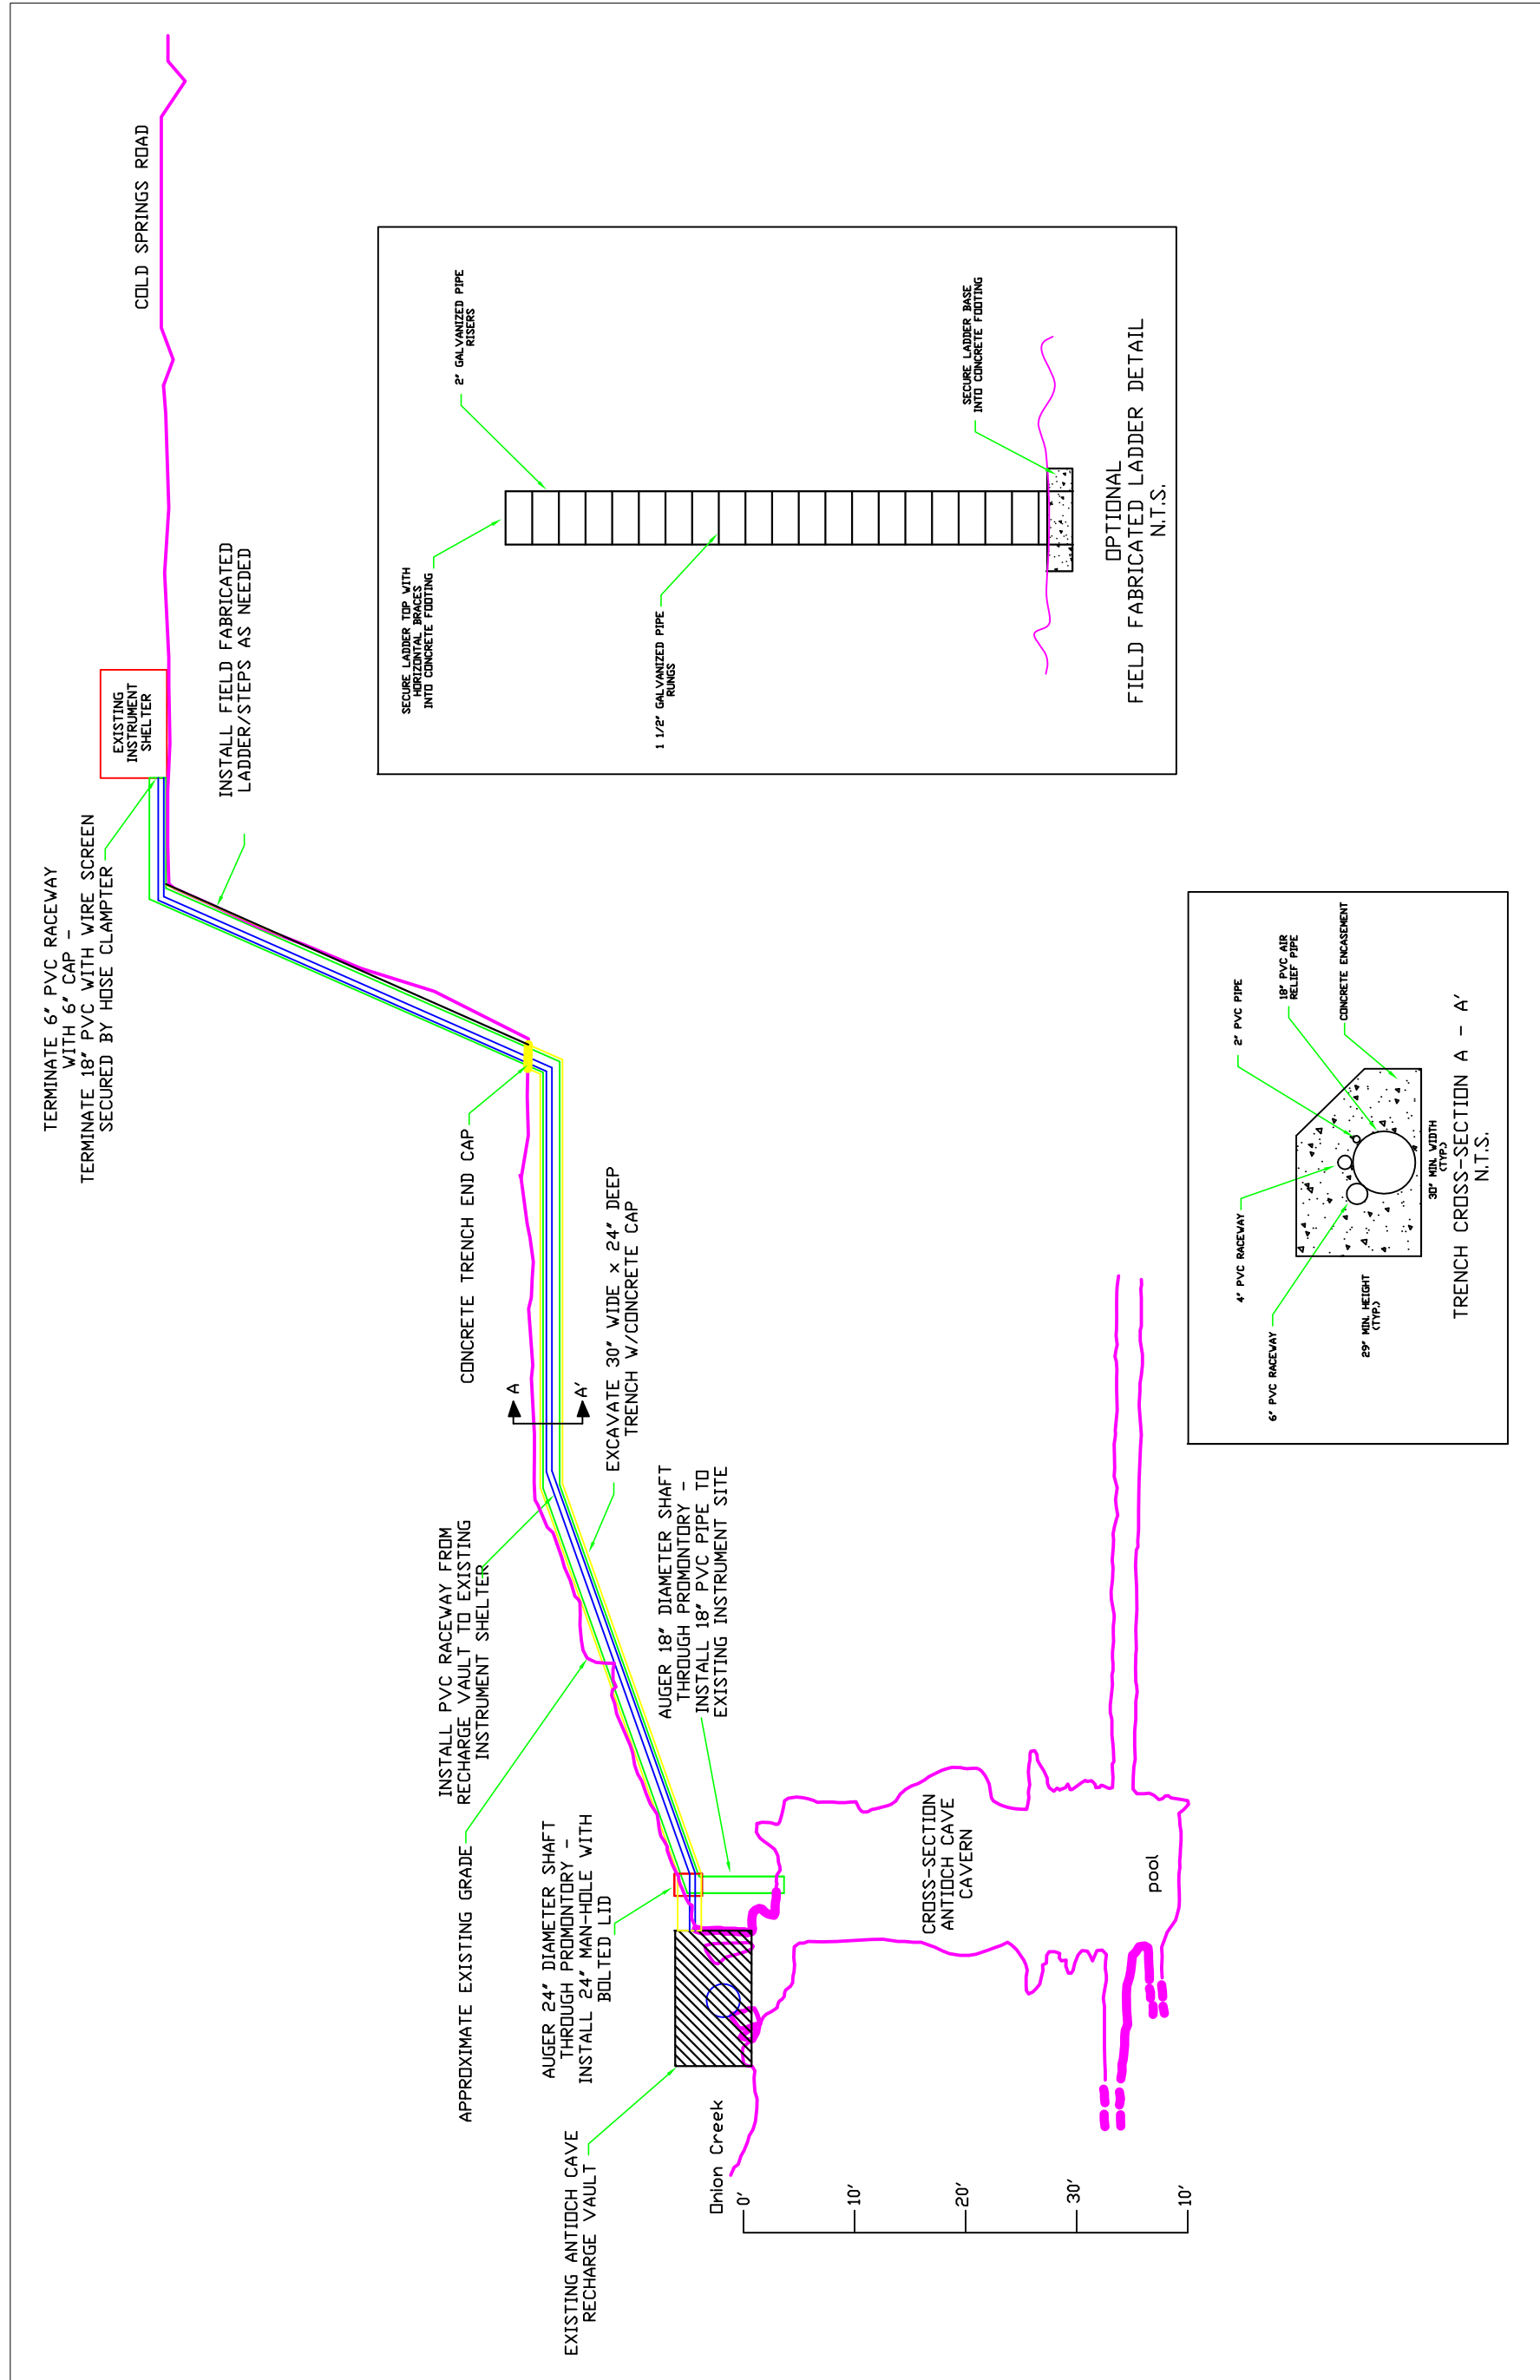 COLD SPRINGS ROAD
EXISTING
INSTRUMENT
SHELTER
TERMINATE 6" PVC RACEWAY
WITH 6" CAP -
TERMINATE 18" PVC WITH WIRE SCREEN
SECURED BY HOSE CLAMPTER
INSTALL FIELD FABRICATED
LADDER/STEPS AS NEEDED
CONCRETE TRENCH END CAP
A
A'
EXCAVATE 30" WIDE x 24" DEEP
TRENCH W/CONCRETE CAP
INSTALL PVC RACEWAY FROM
RECHARGE VAULT TO EXISTING
INSTRUMENT SHELTER
AUGER 18" DIAMETER SHAFT
THROUGH PROMONTORY -
INSTALL 18" PVC PIPE TO
EXISTING INSTRUMENT SITE
APPROXIMATE EXISTING GRADE
AUGER 24" DIAMETER SHAFT
THROUGH PROMONTORY -
INSTALL 24" MAN-HOLE WITH
BOLTED LID
EXISTING ANTIOCH CAVE
RECHARGE VAULT
Onion Creek
0'
10'
20'
30'
10'
CROSS-SECTION
ANTIOCH CAVE
CAVERN
pool
SECURE LADDER TOP WITH
HORIZONTAL BRACES
INTO CONCRETE FOOTING
2" GALVANIZED PIPE
RISERS
1 1/2" GALVANIZED PIPE
RUNGS
SECURE LADDER BASE
INTO CONCRETE FOOTING
OPTIONAL
FIELD FABRICATED LADDER DETAIL
N.T.S.
2" PVC PIPE
18" PVC AIR
RELIEF PIPE
CONCRETE ENCASEMENT
4" PVC RACEWAY
6" PVC RACEWAY
29" MIN. HEIGHT
(TYP.)
30" MIN. WIDTH
(TYP.)
TRENCH CROSS-SECTION A - A'
N.T.S.